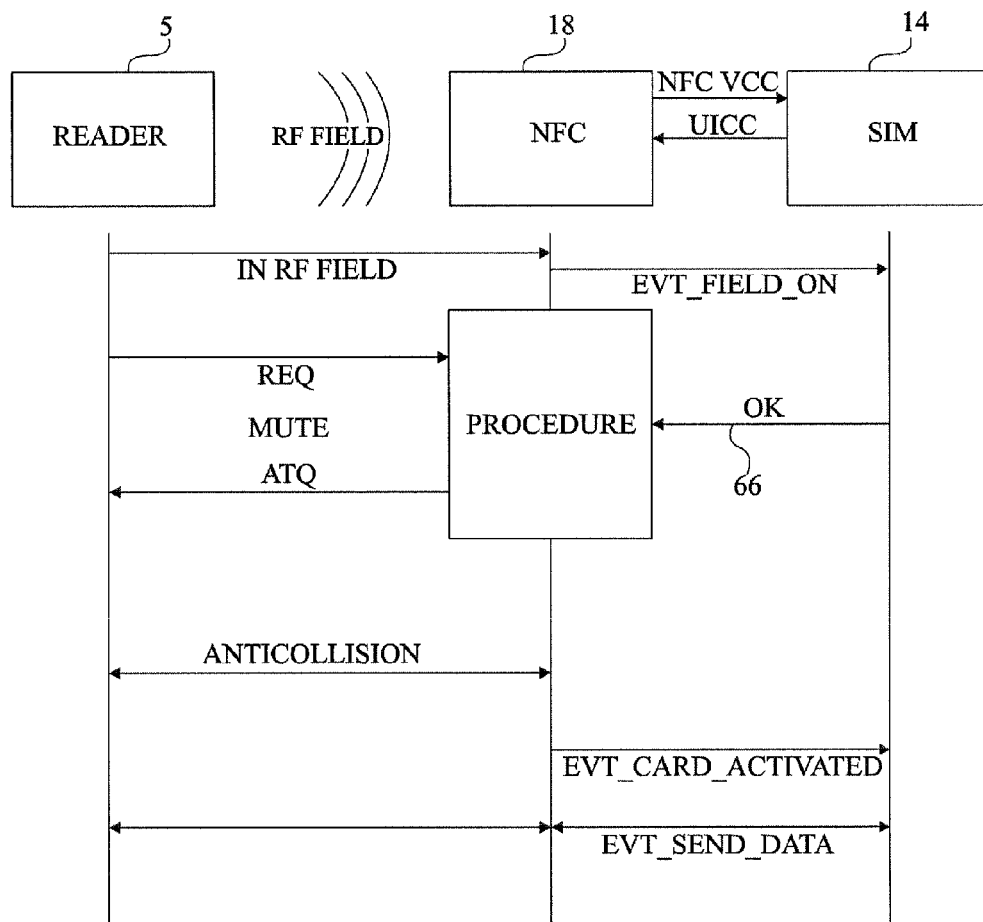 5
18
14
READER
RF FIELD
NFC
NFC VCC
UICC
SIM
IN RF FIELD
EVT_FIELD_ON
REQ
MUTE
ATQ
PROCEDURE
OK
66
ANTICOLLISION
EVT_CARD_ACTIVATED
EVT_SEND_DATA